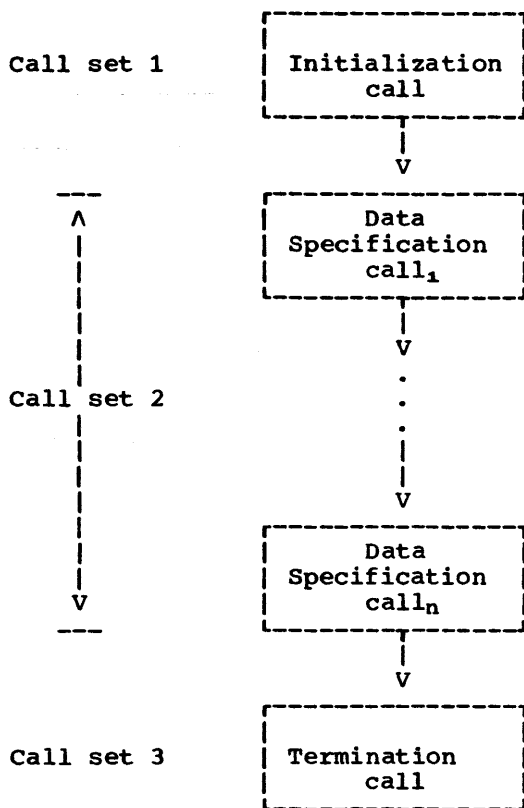 Call set 1
Initialization
call
Data
Specification
call₁
Call set 2
Data
Specification
callₙ
Call set 3
Termination
call